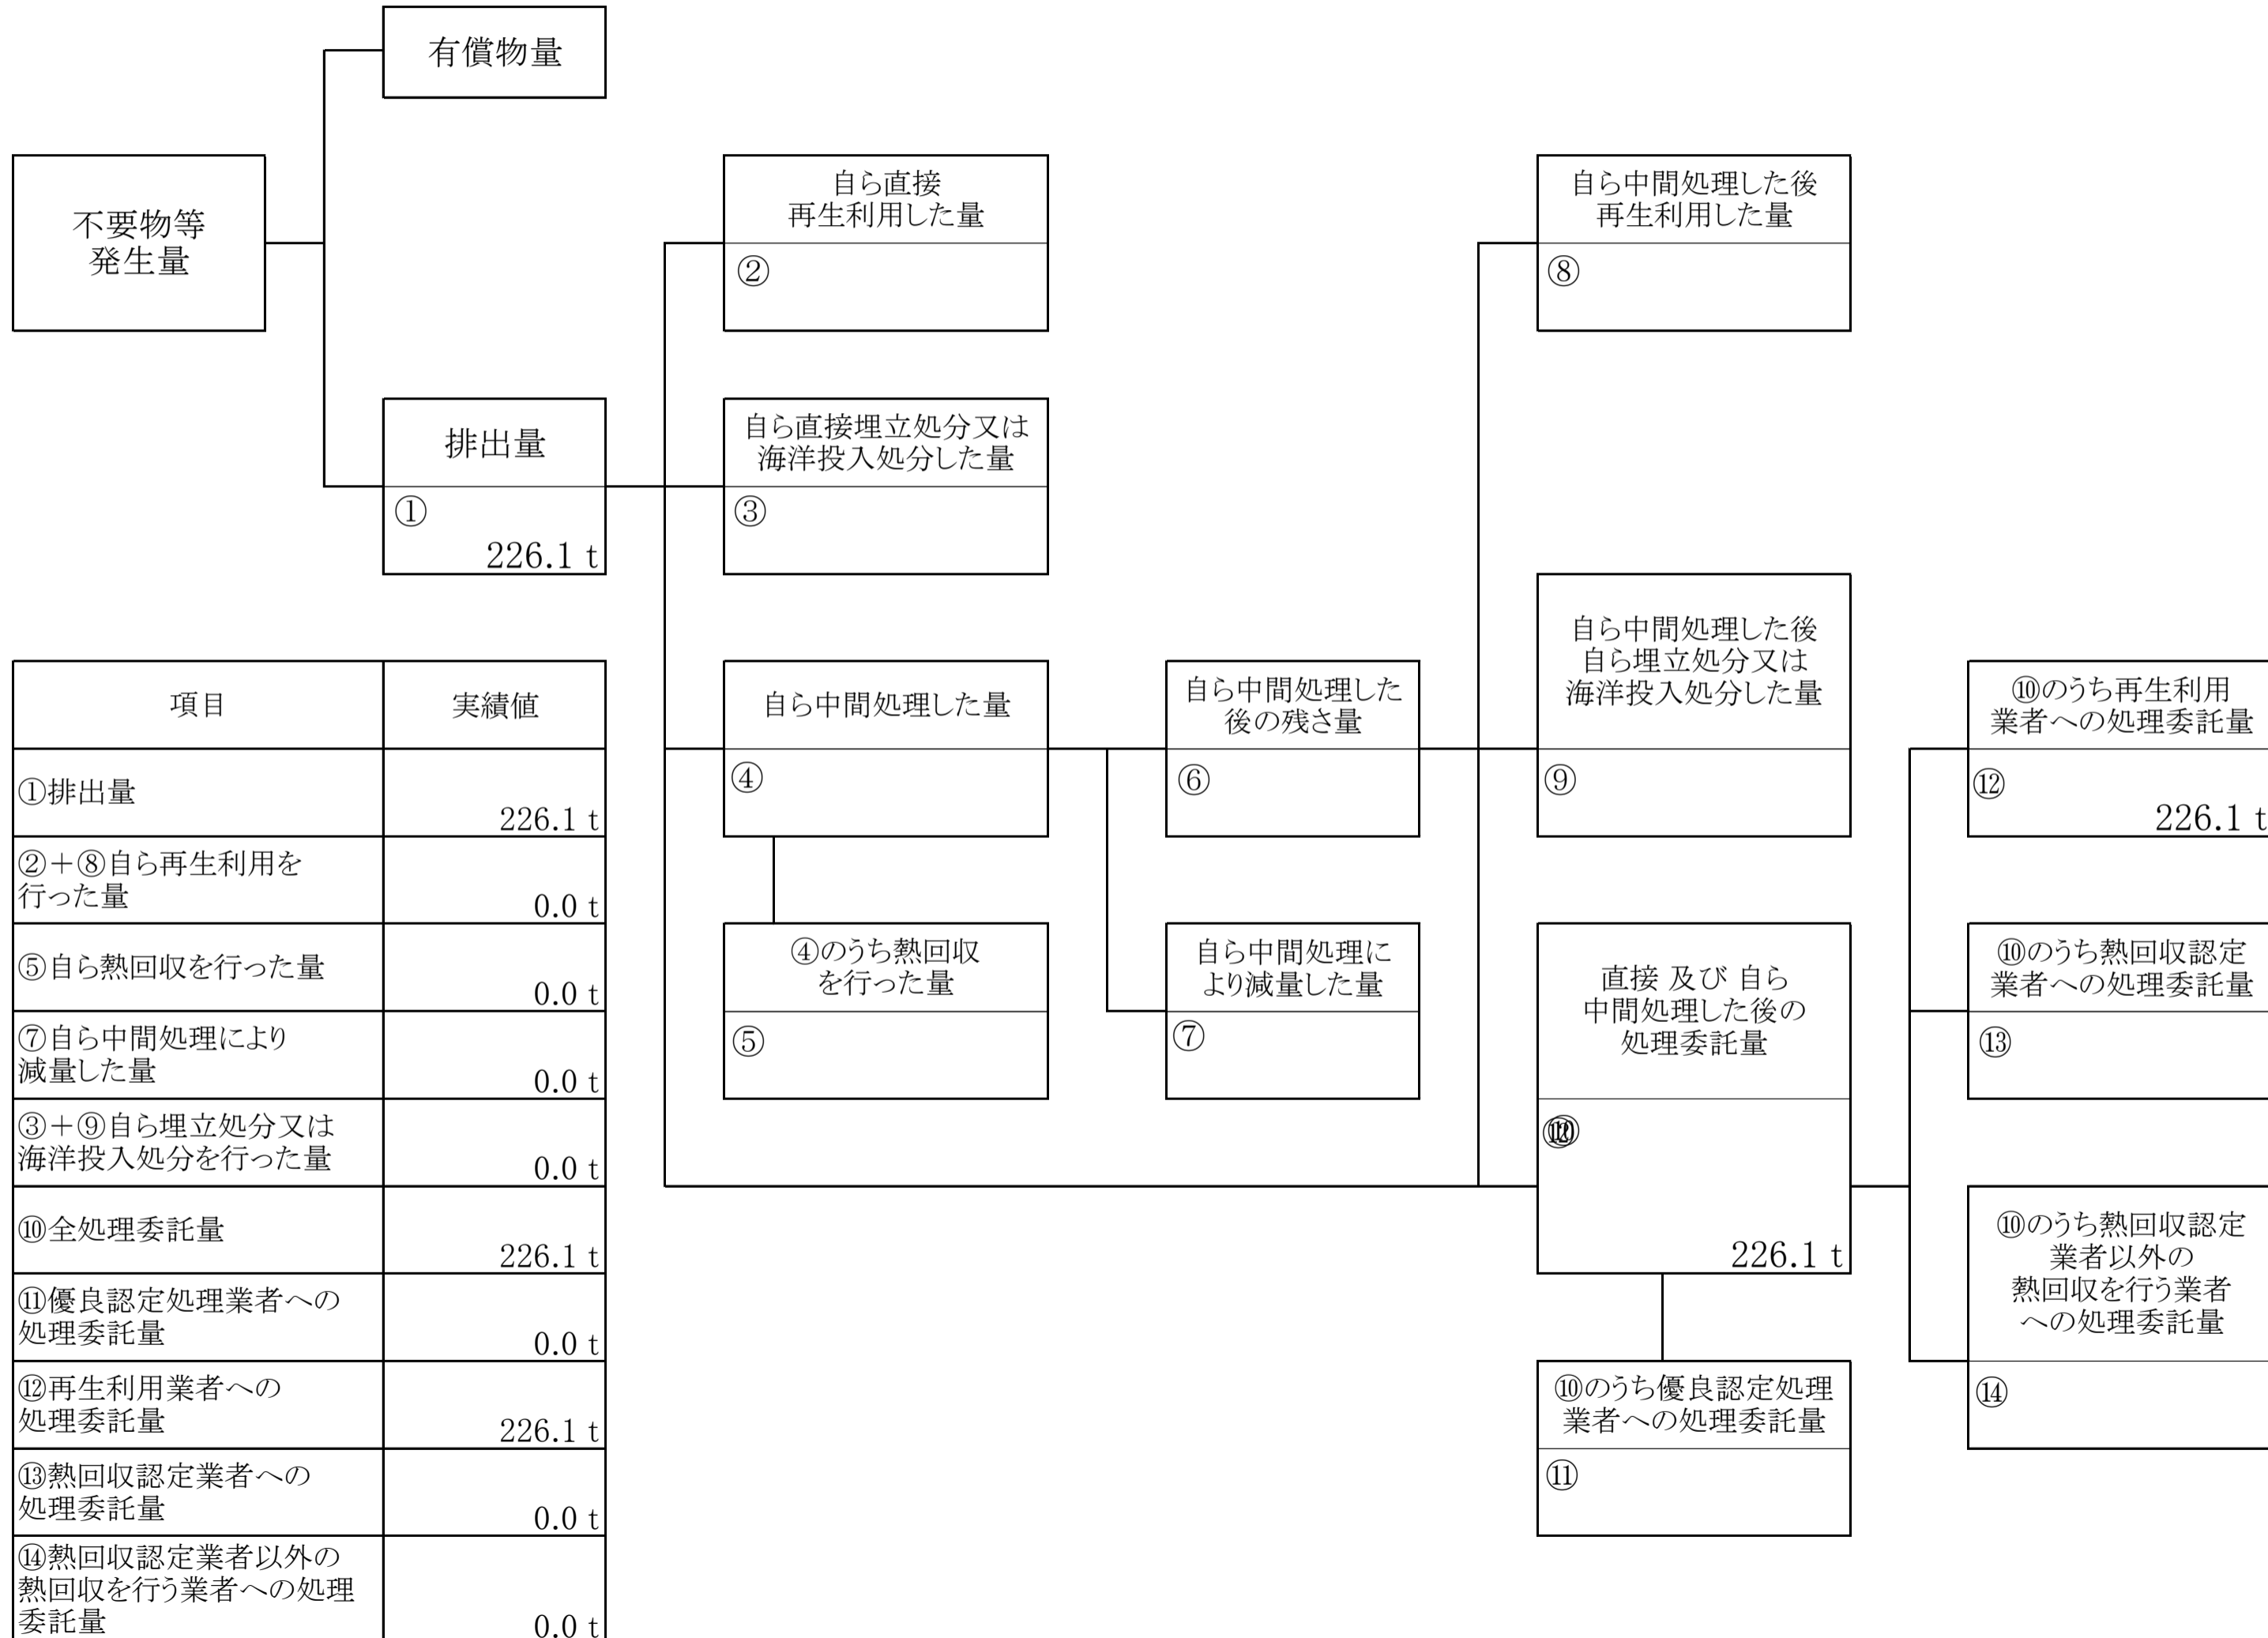 有償物量
不要物等
発生量
自ら直接
再生利用した量
②
自ら中間処理した後
再生利用した量
⑧
排出量
①
226.1 t
自ら直接埋立処分又は
海洋投入処分した量
③
自ら中間処理した量
④
自ら中間処理した
後の残さ量
⑥
自ら中間処理した後
自ら埋立処分又は
海洋投入処分した量
⑨
⑩のうち再生利用
業者への処理委託量
⑫
226.1 t
④のうち熱回収
を行った量
⑤
自ら中間処理に
より減量した量
⑦
直接 及び 自ら
中間処理した後の
処理委託量
226.1 t
⑩のうち熱回収認定
業者への処理委託量
⑬
⑩のうち熱回収認定
業者以外の
熱回収を行う業者
への処理委託量
⑭
⑩のうち優良認定処理
業者への処理委託量
⑪
項目 実績値
①排出量
226.1 t
②＋⑧自ら再生利用を
行った量
0.0 t
⑤自ら熱回収を行った量
0.0 t
⑦自ら中間処理により
減量した量
0.0 t
③＋⑨自ら埋立処分又は
海洋投入処分を行った量
0.0 t
⑩全処理委託量
226.1 t
⑪優良認定処理業者への
処理委託量
0.0 t
⑫再生利用業者への
処理委託量
226.1 t
⑬熱回収認定業者への
処理委託量
0.0 t
⑭熱回収認定業者以外の
熱回収を行う業者への処理
委託量
0.0 t